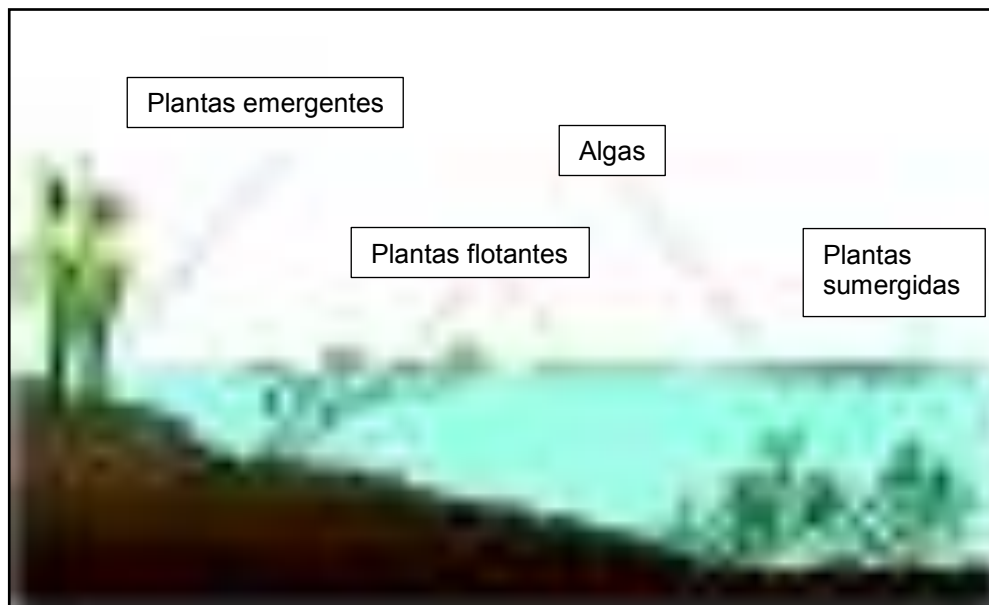 Plantas emergentes
Algas
Plantas flotantes
Plantas
sumergidas